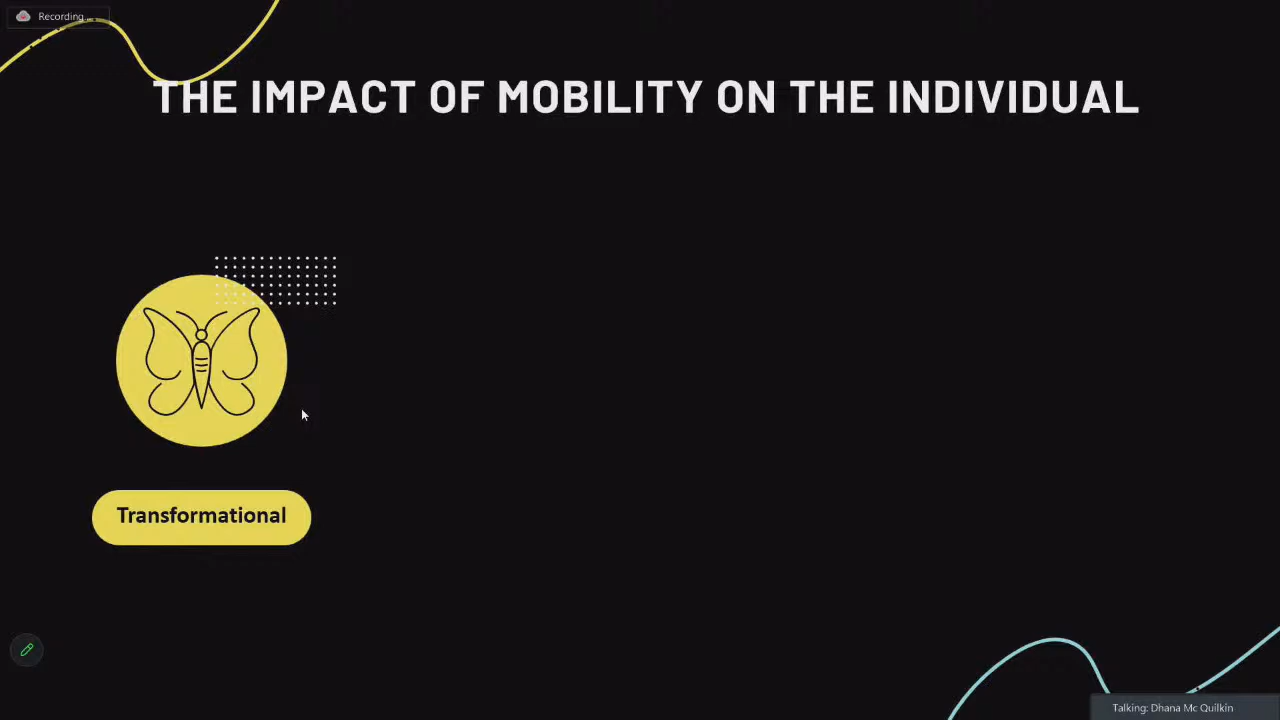 Recording...
THE IMPACT OF MOBILITY ON THE INDIVIDUAL
Transformational
Talking: Dhana Mc Quilkin